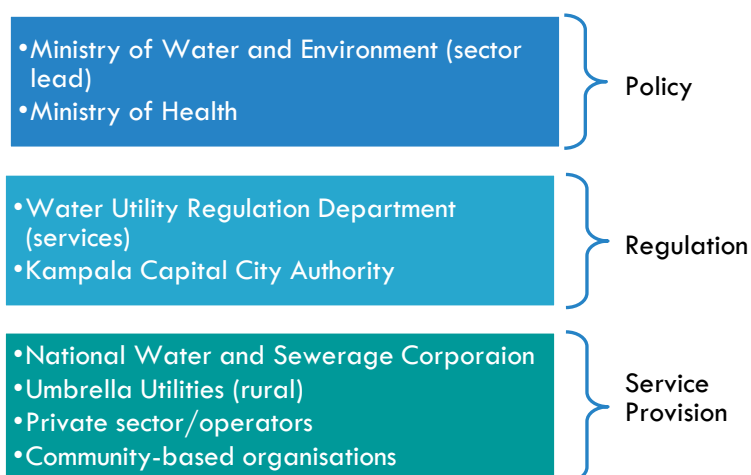 •Ministry of Water and Environment (sector
lead)
•Ministry of Health
Policy
•Water Utility Regulation Department
(services)
•Kampala Capital City Authority
Regulation
•National Water and Sewerage Corporaion
•Umbrella Utilities (rural)
•Private sector/operators
•Community-based organisations
Service
Provision